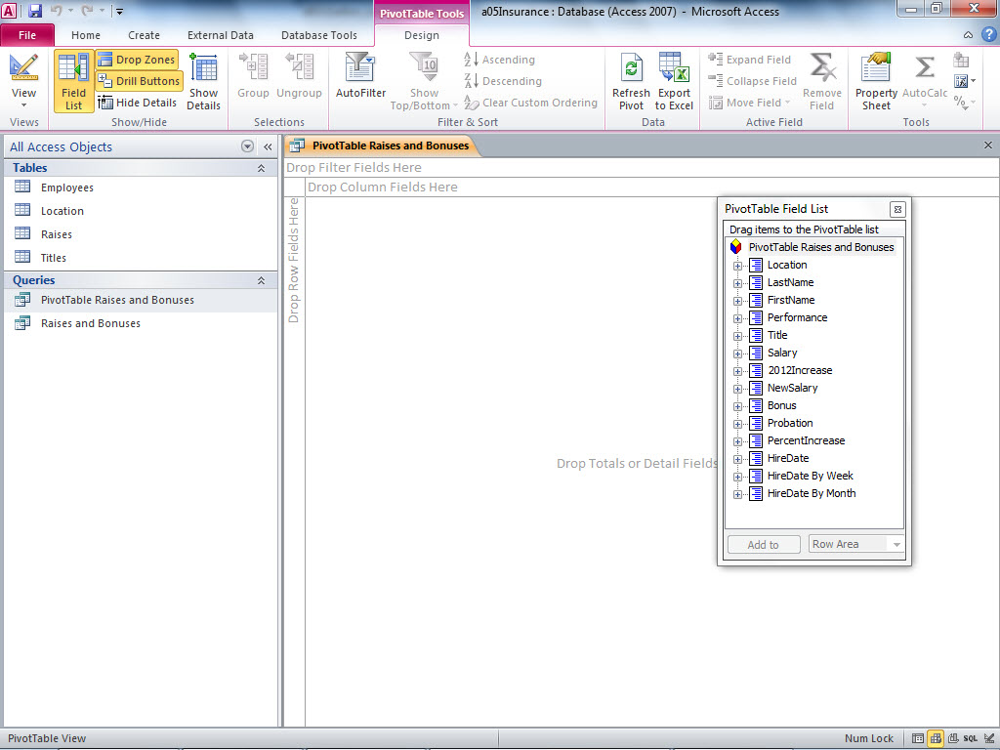 PivotTable Tools
a05Insurance : Database (Access 2007) - Microsoft Access
File Home Create External Data Database Tools Design
View
Views
Field List
Drop Zones
Drill Buttons
Hide Details
Show Details
Show/Hide
Group Ungroup
Selections
AutoFilter
Show Top/Bottom
Ascending
Descending
Clear Custom Ordering
Filter & Sort
Refresh Pivot
Export to Excel
Data
Expand Field
Collapse Field
Move Field
Remove Field
Active Field
Property Sheet
AutoCalc
Tools
All Access Objects
Tables
Employees
Location
Raises
Titles
Queries
PivotTable Raises and Bonuses
Raises and Bonuses
PivotTable Raises and Bonuses
Drop Filter Fields Here
Drop Column Fields Here
Drop Row Fields Here
Drop Totals or Detail Fields
PivotTable Field List
Drag items to the PivotTable list
PivotTable Raises and Bonuses
Location
LastName
FirstName
Performance
Title
Salary
2012Increase
NewSalary
Bonus
Probation
PercentIncrease
HireDate
HireDate By Week
HireDate By Month
Add to
Row Area
PivotTable View
Num Lock
SQL